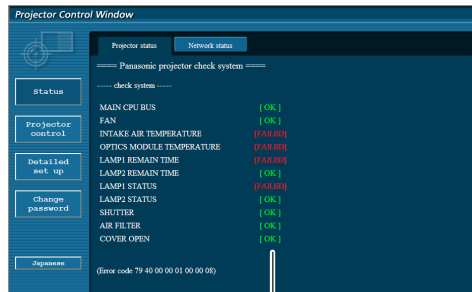 Projector Control Window
Projector status
Network status
==== Panasonic projector check system ====
Status
----- check system -----
MAIN CPU BUS [ OK ]
FAN [ OK ]
Projector control
INTAKE AIR TEMPERATURE [FAILED]
OPTICS MODULE TEMPERATURE [FAILED]
LAMP1 REMAIN TIME [FAILED]
Detailed set up
LAMP2 REMAIN TIME [ OK ]
LAMP1 STATUS [FAILED]
LAMP2 STATUS [ OK ]
Change password
SHUTTER [ OK ]
AIR FILTER [ OK ]
COVER OPEN [ OK ]
Japanese
(Error code 79 40 00 00 01 00 00 08)